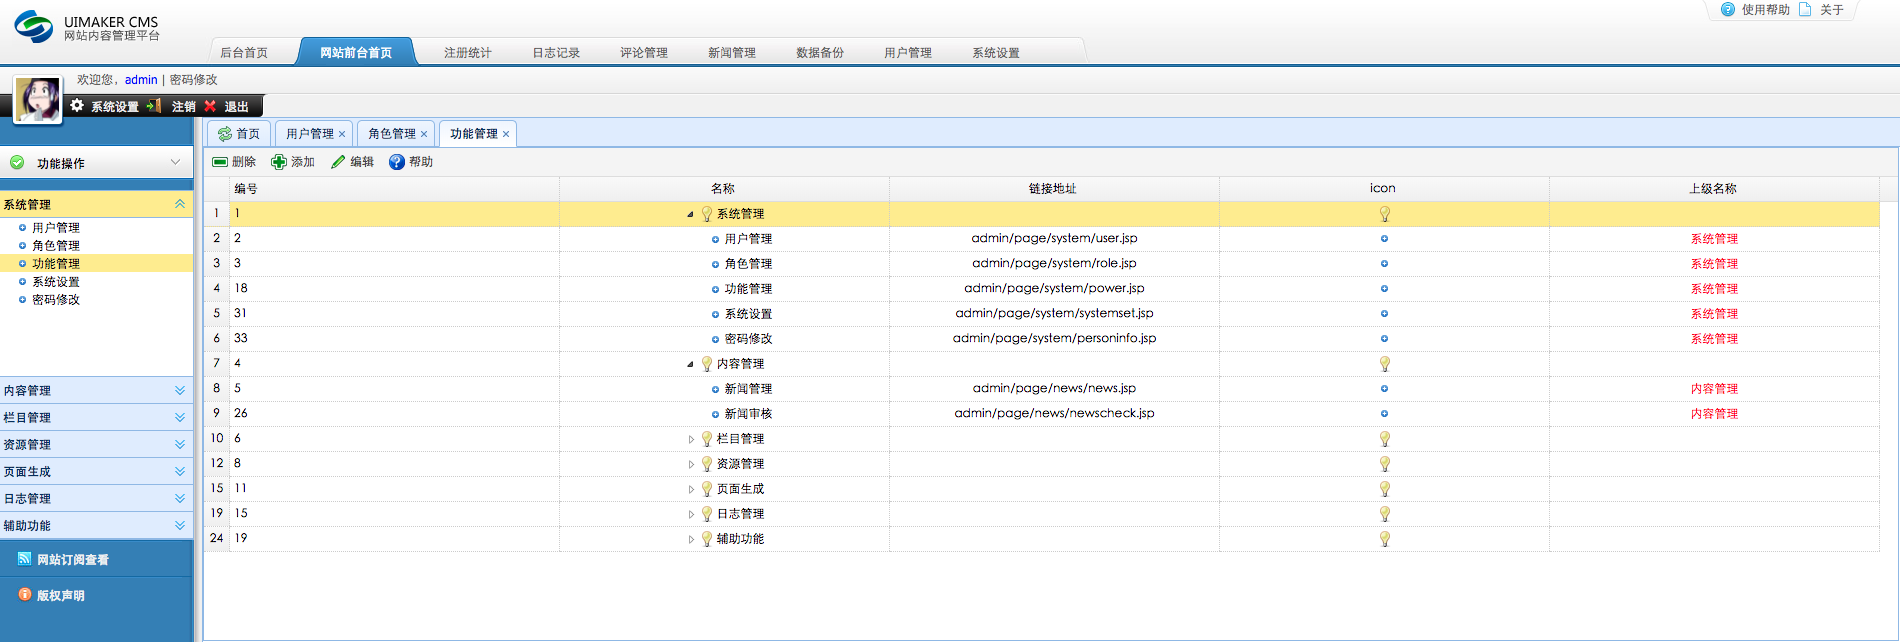 使用帮助 关于
UIMAKER CMS
网站内容管理平台
后台首页 网站前台首页 注册统计 日志记录 评论管理 新闻管理 数据备份 用户管理 系统设置
欢迎您，admin | 密码修改
系统设置 注销 退出
首页 用户管理 × 角色管理 × 功能管理 ×
功能操作
删除 添加 编辑 帮助
编号 名称 链接地址 icon 上级名称
1 1 系统管理
2 2 用户管理 admin/page/system/user.jsp 系统管理
3 3 角色管理 admin/page/system/role.jsp 系统管理
4 18 功能管理 admin/page/system/power.jsp 系统管理
5 31 系统设置 admin/page/system/systemset.jsp 系统管理
6 33 密码修改 admin/page/system/personinfo.jsp 系统管理
7 4 内容管理
8 5 新闻管理 admin/page/news/news.jsp 内容管理
9 26 新闻审核 admin/page/news/newscheck.jsp 内容管理
10 6 栏目管理
12 8 资源管理
15 11 页面生成
19 15 日志管理
24 19 辅助功能
系统管理
用户管理
角色管理
功能管理
系统设置
密码修改
内容管理
栏目管理
资源管理
页面生成
日志管理
辅助功能
网站订阅查看
版权声明